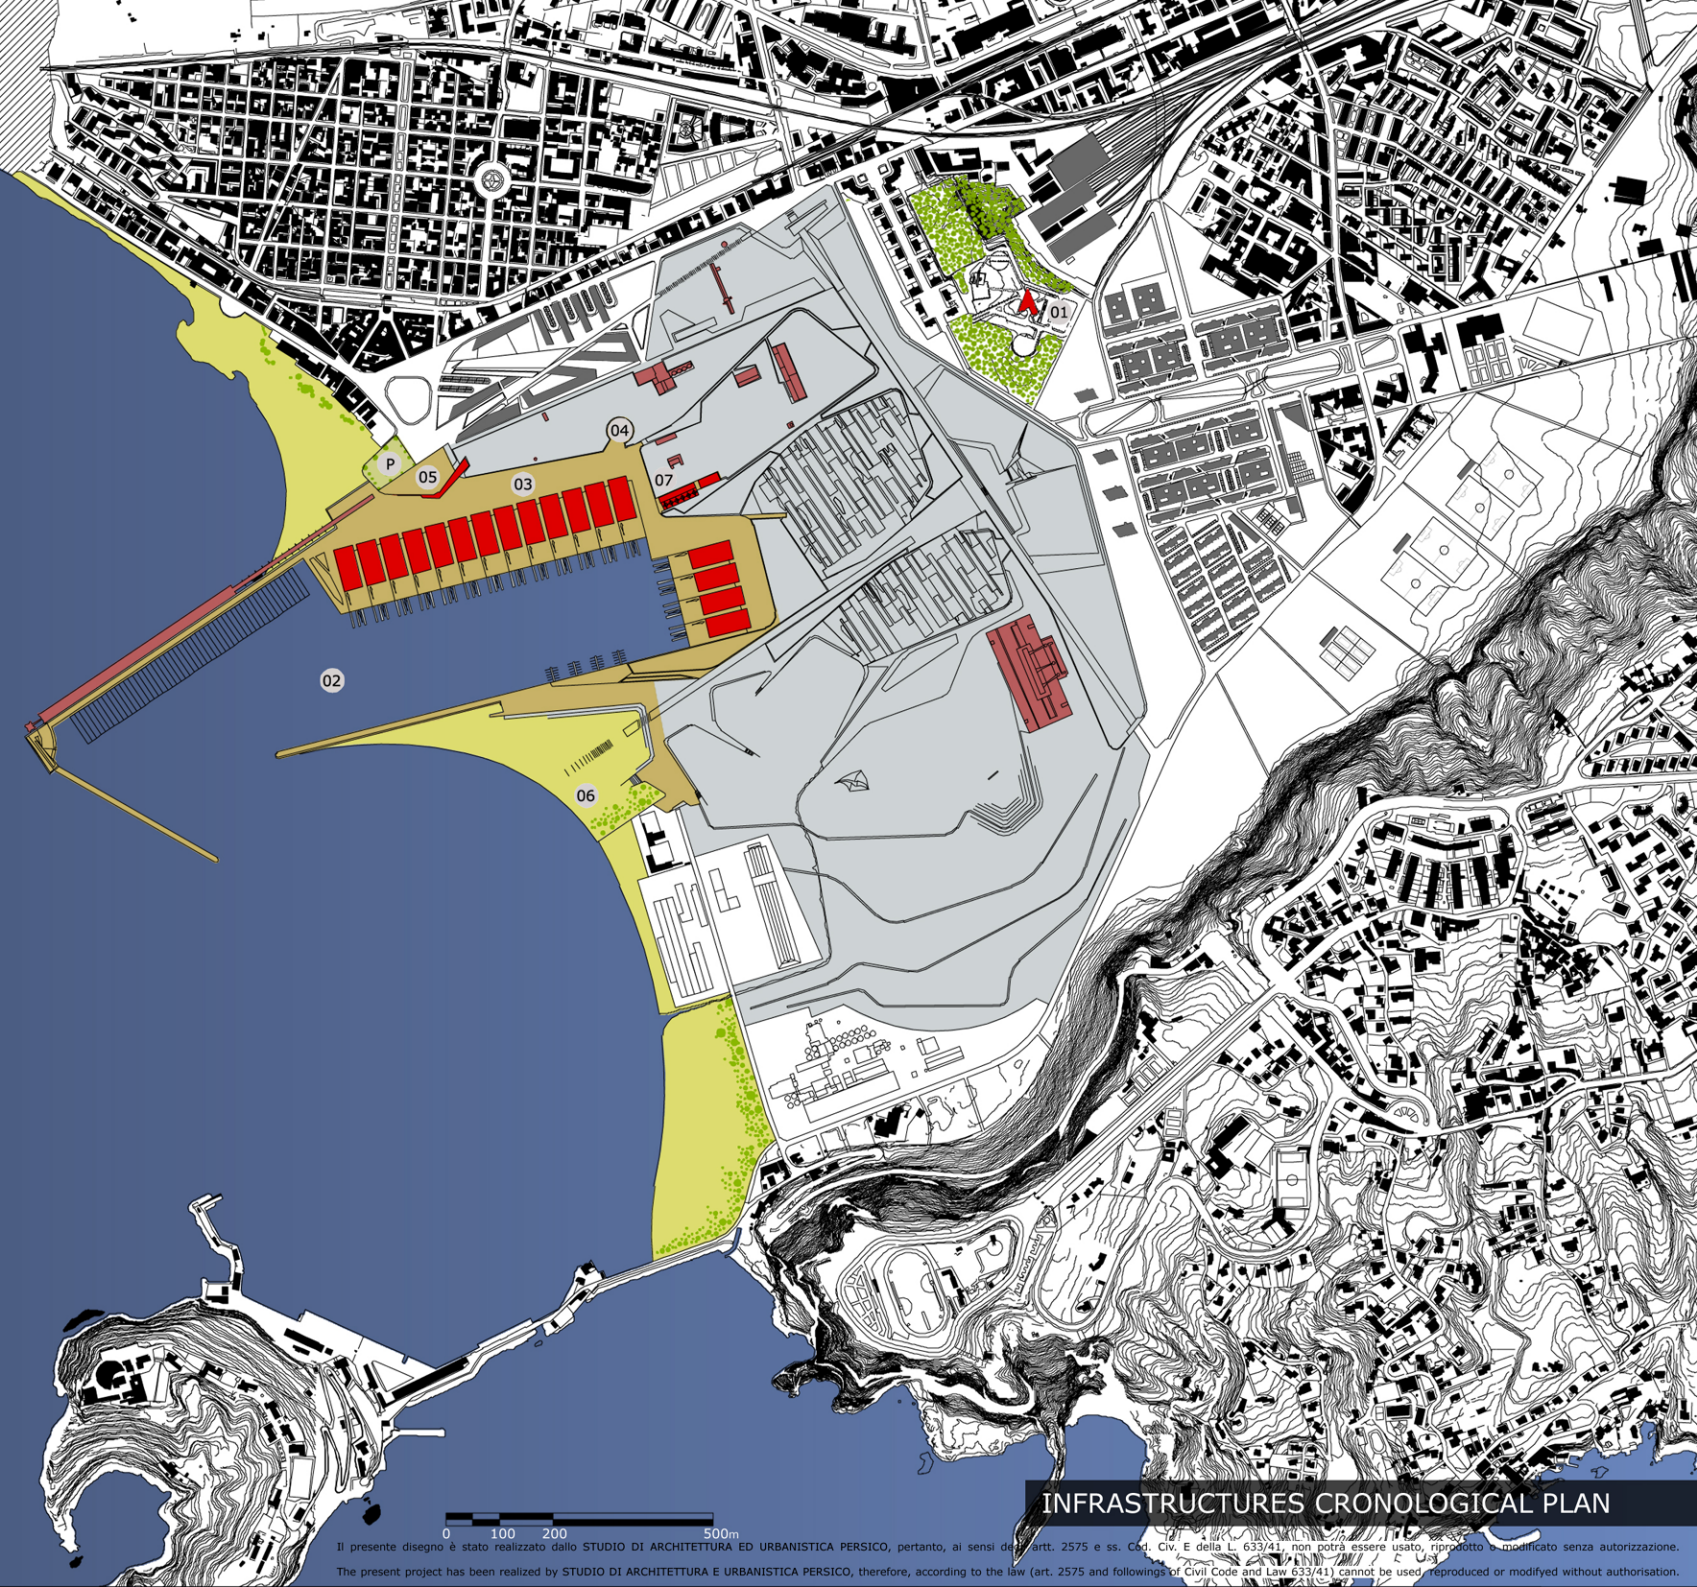 01
04
P
05
03
07
02
06
INFRASTRUCTURES CRONOLOGICAL PLAN
0 100 200 500m
Il presente disegno è stato realizzato dallo STUDIO DI ARCHITETTURA ED URBANISTICA PERSICO, pertanto, ai sensi degli artt. 2575 e ss. Cod. Civ. E della L. 633/41, non potrà essere usato, riprodotto o modificato senza autorizzazione.
The present project has been realized by STUDIO DI ARCHITETTURA E URBANISTICA PERSICO, therefore, according to the law (art. 2575 and followings of Civil Code and Law 633/41) cannot be used, reproduced or modifyed without authorisation.